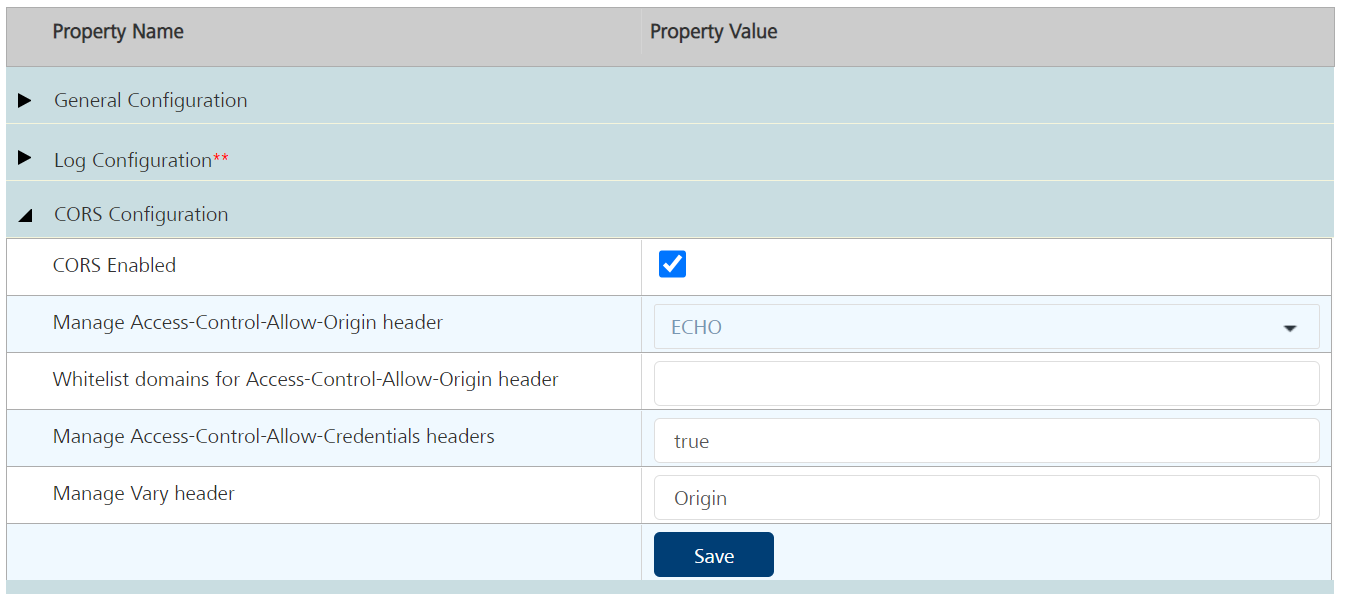 Property Name Property Value
General Configuration
Log Configuration**
CORS Configuration
CORS Enabled
Manage Access-Control-Allow-Origin header ECHO
Whitelist domains for Access-Control-Allow-Origin header
Manage Access-Control-Allow-Credentials headers true
Manage Vary header Origin
Save